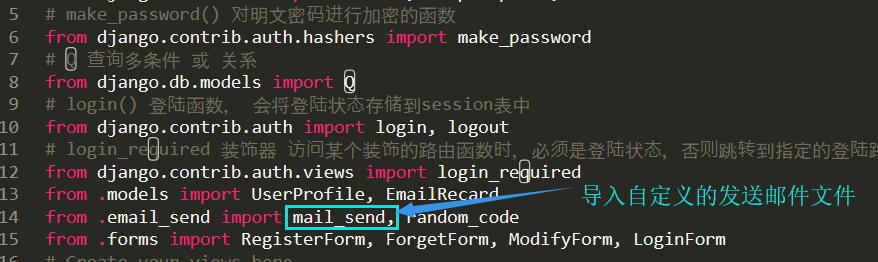 5 # make_password() 对明文密码进行加密的函数
6 from django.contrib.auth.hashers import make_password
7 # Q 查询多条件 或 关系
8 from django.db.models import Q
9 # login() 登陆函数， 会将登陆状态存储到session表中
10 from django.contrib.auth import login, logout
11 # login_required 装饰器 访问某个装饰的路由函数时，必须是登陆状态，否则跳转到指定的登陆
12 from django.contrib.auth.views import login_required
13 from .models import UserProfile, EmailRecard
导入自定义的发送邮件文件
14 from .email_send import mail_send, random_code
15 from .forms import RegisterForm, ForgetForm, ModifyForm, LoginForm
16 # Create your views here